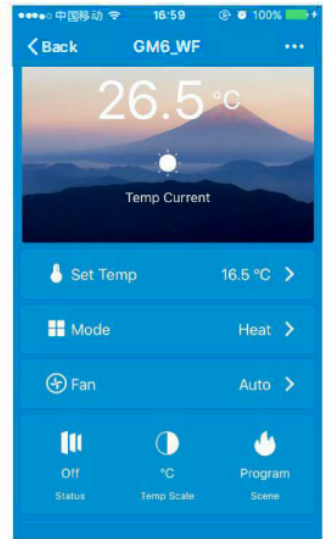 中国移动 16:59 100%
Back GM6_WF ...
26.5 °C
Temp Current
Set Temp 16.5 °C
Mode Heat
Fan Auto
Off °C Program
Status Temp Scale Scene